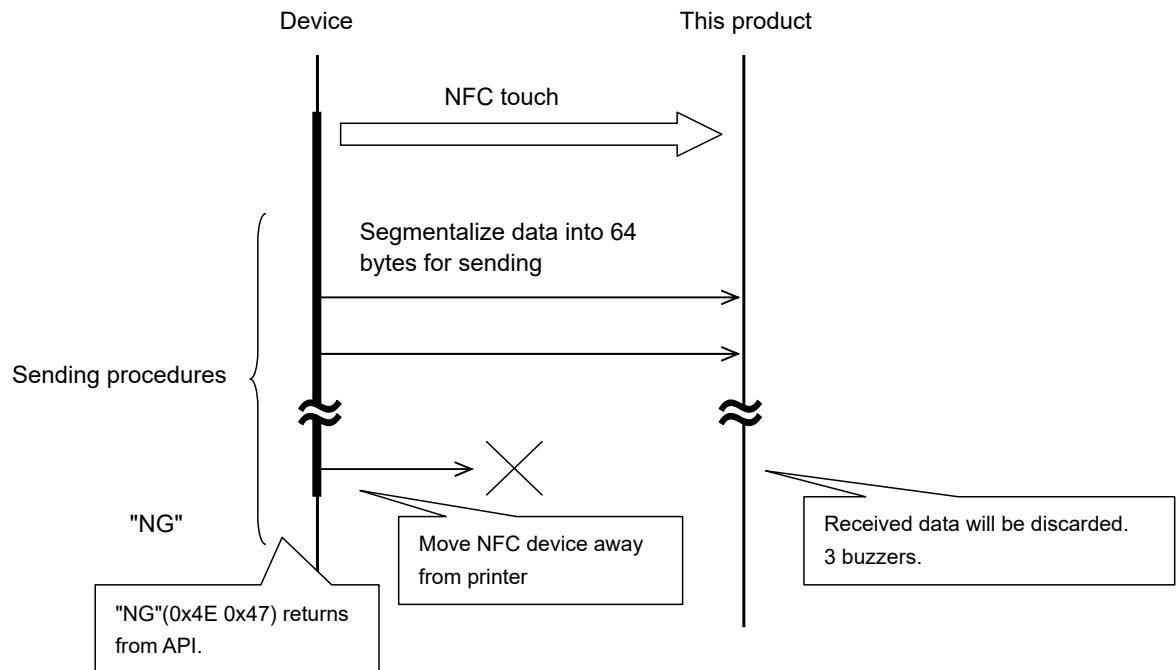 Device
This product
NFC touch
Segmentalize data into 64
bytes for sending
Sending procedures
"NG"
Move NFC device away
from printer
Received data will be discarded.
3 buzzers.
"NG"(0x4E 0x47) returns
from API.